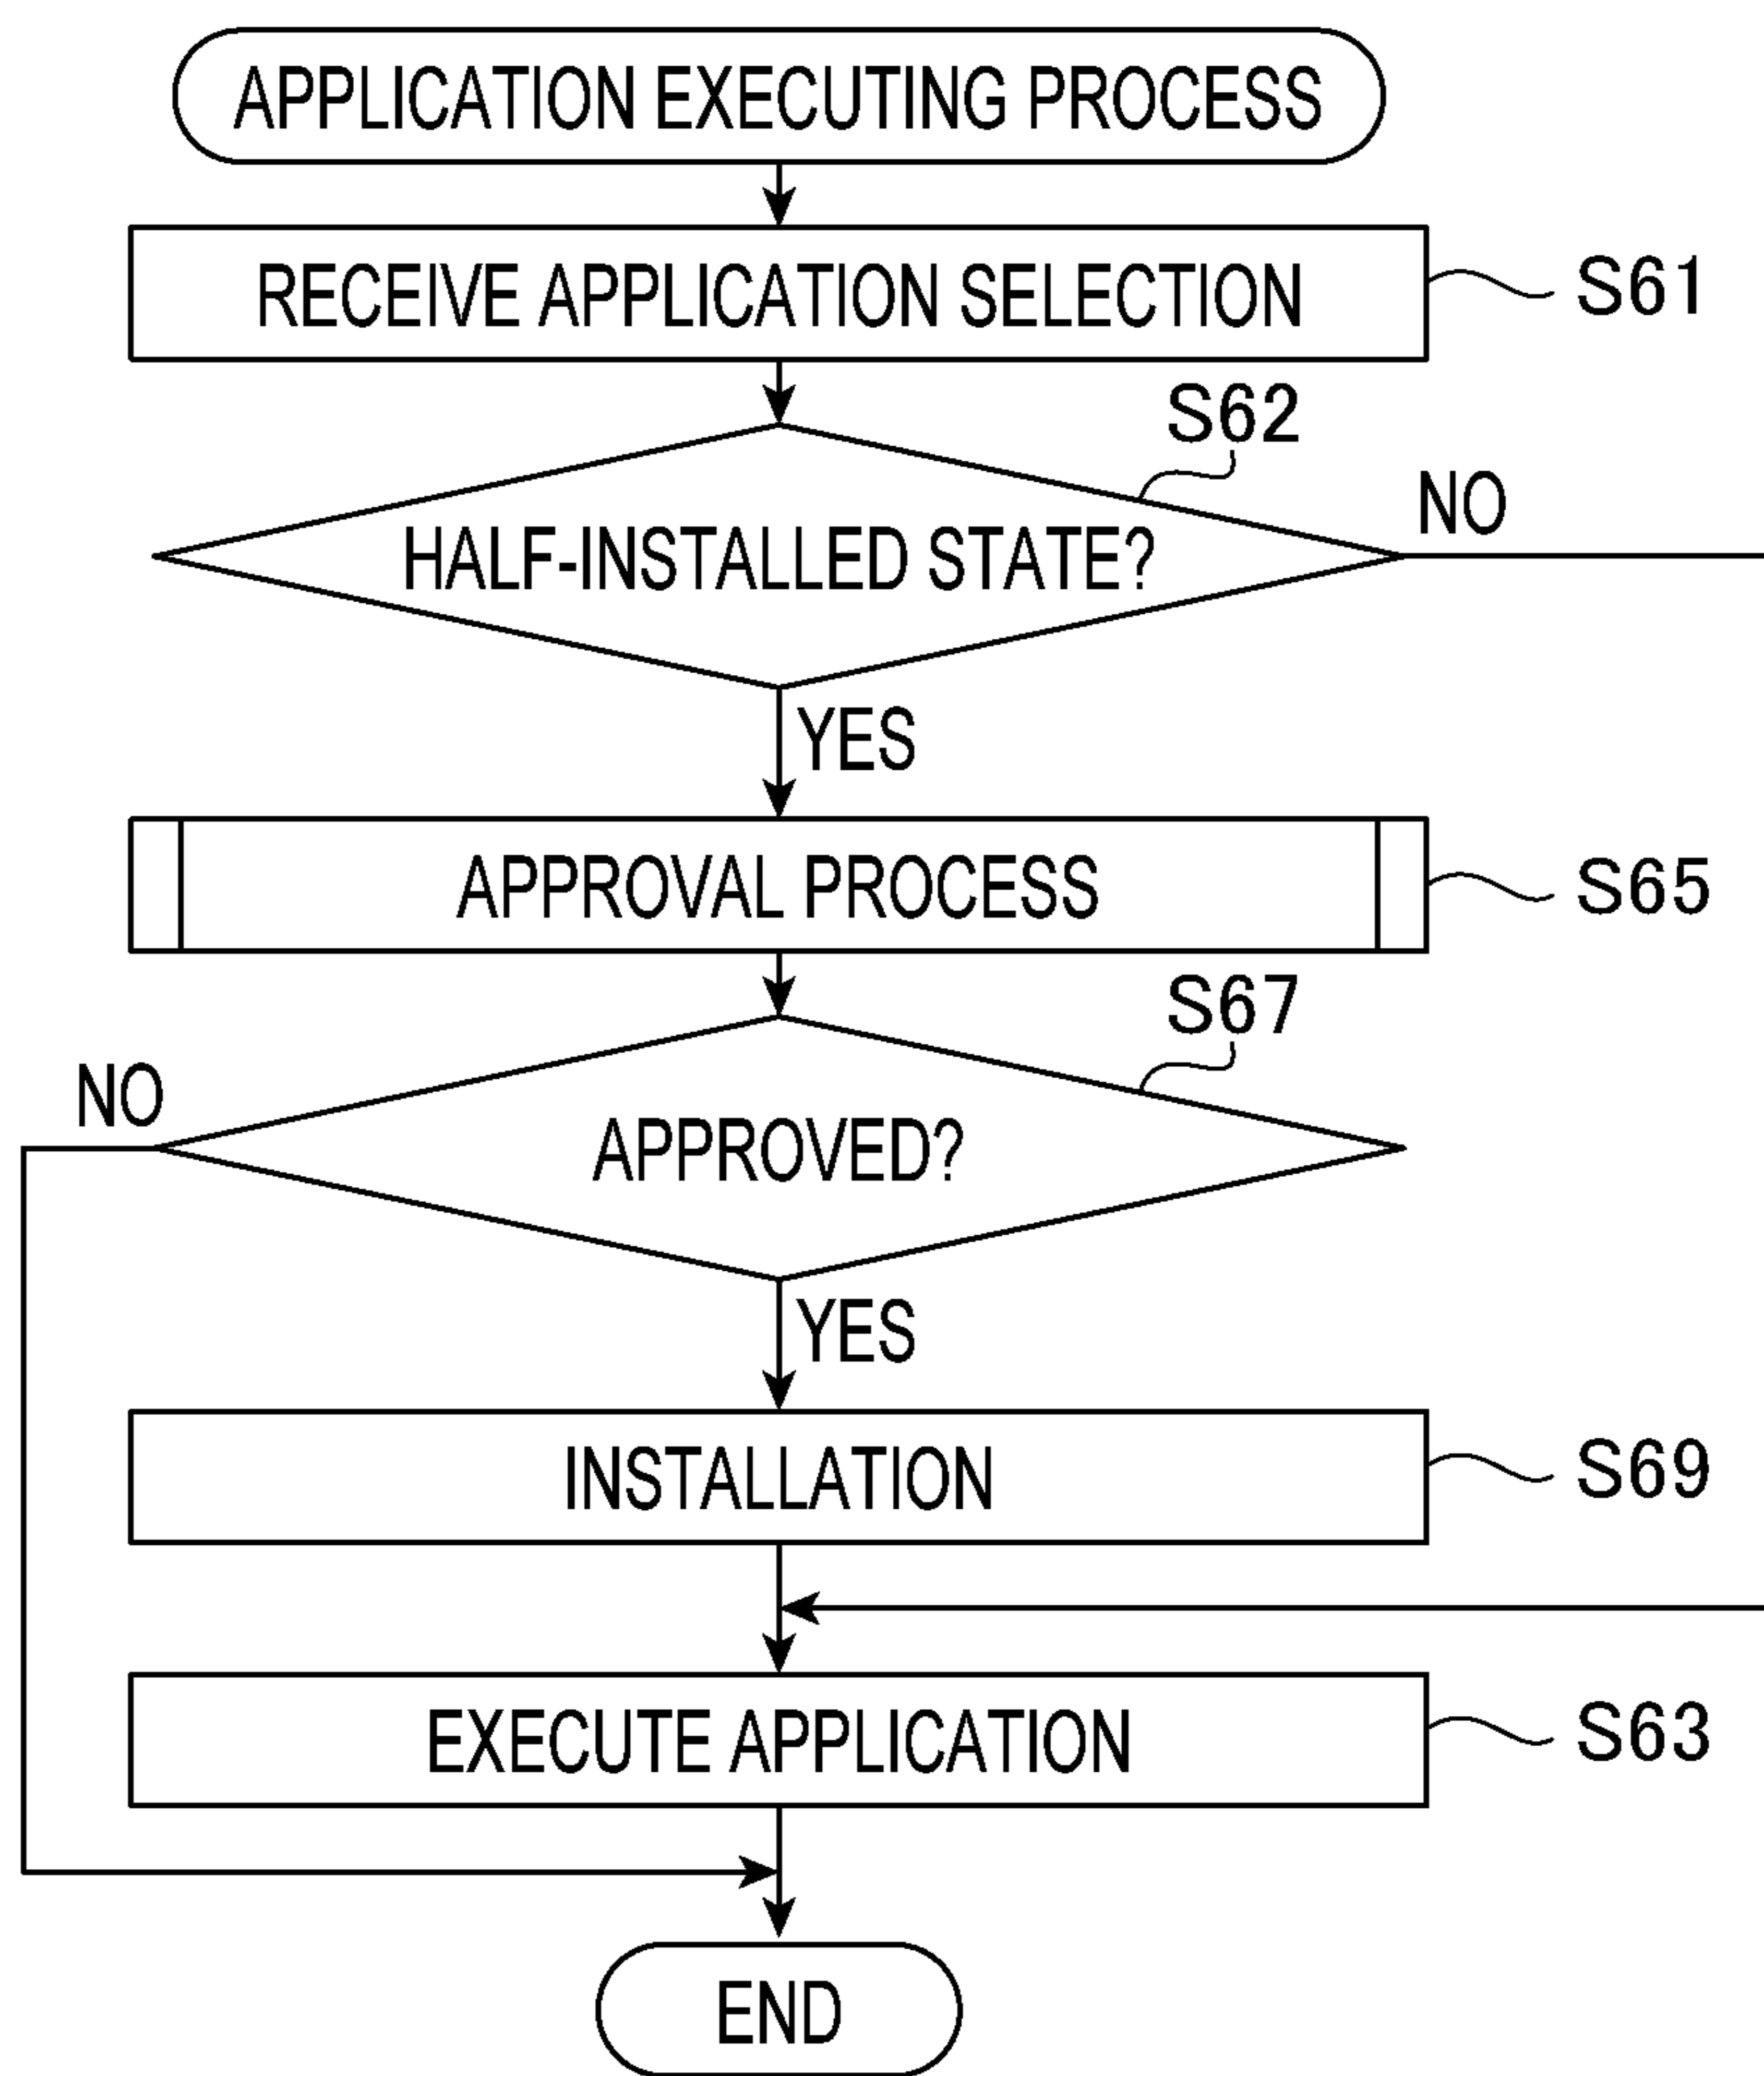 APPLICATION EXECUTING PROCESS
RECEIVE APPLICATION SELECTION
S61
S62
HALF-INSTALLED STATE?
NO
YES
APPROVAL PROCESS
S65
S67
NO
APPROVED?
YES
INSTALLATION
S69
EXECUTE APPLICATION
S63
END